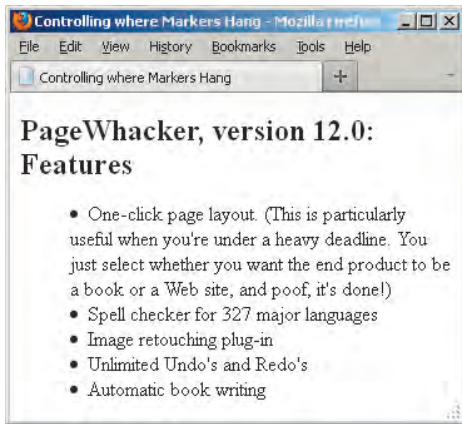 Controlling where Markers Hang - Mozilla Firefox
File Edit View History Bookmarks Tools Help
Controlling where Markers Hang
PageWhacker, version 12.0:
Features
• One-click page layout. (This is particularly
useful when you're under a heavy deadline. You
just select whether you want the end product to be
a book or a Web site, and poof, it's done!)
• Spell checker for 327 major languages
• Image retouching plug-in
• Unlimited Undo's and Redo's
• Automatic book writing